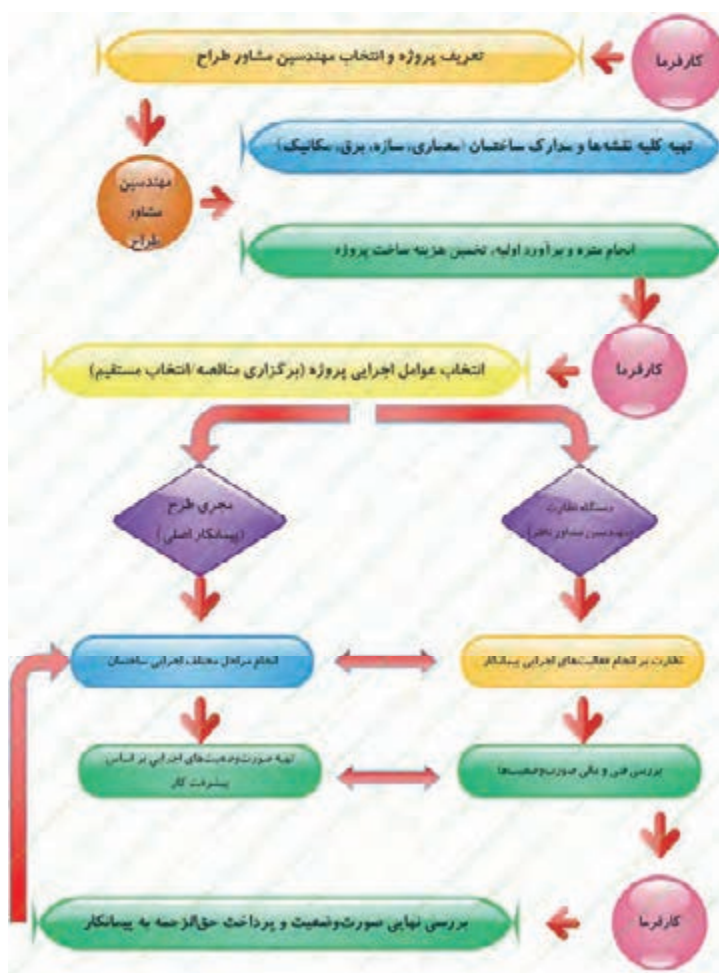 کارفرما
تعریف پروژه و انتخاب مهندسین مشاور طراح
تهیه کلیه نقشه‌ها و مدارک ساختمان (معماری، سازه، برق، مکانیک)
مهندسین
مشاور
طراح
انجام متره و برآورد اولیه، تخمین هزینه ساخت پروژه
کارفرما
انتخاب عوامل اجرایی پروژه (برگزاری مناقصه/انتخاب مستقیم)
دستگاه نظارت
(مهندسین مشاور ناظر)
مجری طرح
(پیمانکار اصلی)
نظارت بر انجام فعالیت‌های اجرایی پیمانکار
انجام مراحل مختلف اجرایی ساختمان
بررسی فنی و مالی صورت‌وضعیت‌ها
تهیه صورت‌وضعیت‌های اجرایی بر اساس
پیشرفت کار
کارفرما
بررسی نهایی صورت‌وضعیت و پرداخت حق‌الزحمه به پیمانکار